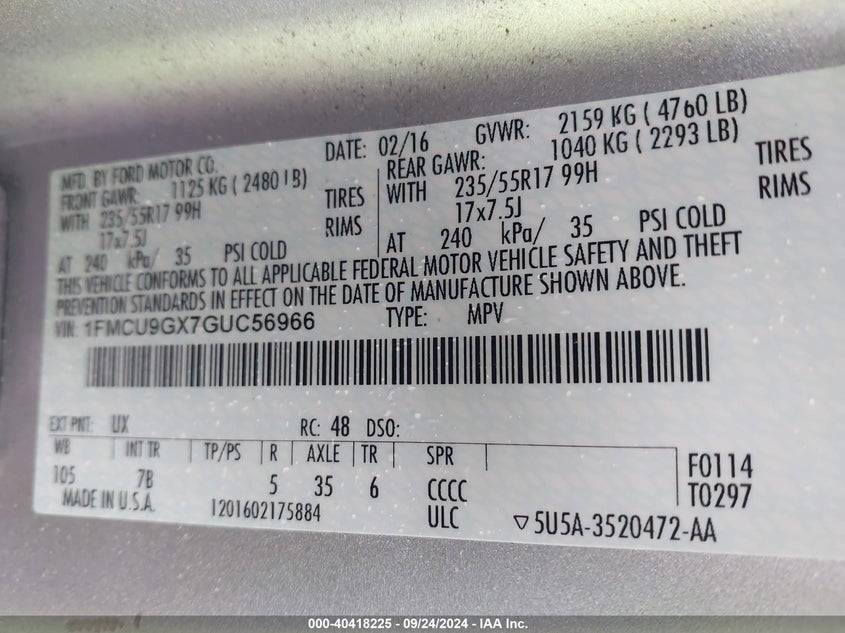 MFD. BY FORD MOTOR CO. DATE: 02/16 GVWR: 2159 KG ( 4760 LB)
FRONT GAWR: 1125 KG ( 2480 LB) REAR GAWR: 1040 KG ( 2293 LB)
WITH 235/55R17 99H TIRES WITH 235/55R17 99H TIRES
17x7.5J RIMS 17x7.5J RIMS
AT 240 kPa/ 35 PSI COLD AT 240 kPa/ 35 PSI COLD
THIS VEHICLE CONFORMS TO ALL APPLICABLE FEDERAL MOTOR VEHICLE SAFETY AND THEFT
PREVENTION STANDARDS IN EFFECT ON THE DATE OF MANUFACTURE SHOWN ABOVE.
VIN: 1FMCU9GX7GUC56966 TYPE: MPV
EXT PNT: UX RC: 48 DSO:
WB INT TR TP/PS R AXLE TR SPR
105 7B 5 35 6 CCCC F0114
MADE IN U.S.A. 1201602175884 ULC T0297
▽5U5A-3520472-AA
000-40418225 - 09/24/2024 - IAA Inc.